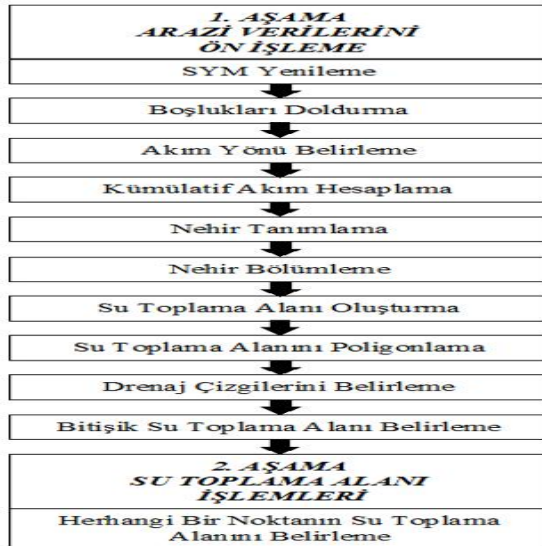 1. AŞAMA
ARAZİ VERİLERİNİ
ÖN İŞLEME
SYM Yenileme
Boşlukları Doldurma
Akım Yönü Belirleme
Kümülatif Akım Hesaplama
Nehir Tanımlama
Nehir Bölümleme
Su Toplama Alanı Oluşturma
Su Toplama Alanını Poligonlama
Drenaj Çizgilerini Belirleme
Bitişik Su Toplama Alanı Belirleme
2. AŞAMA
SU TOPLAMA ALANI
İŞLEMLERİ
Herhangi Bir Noktanın Su Toplama
Alanını Belirleme